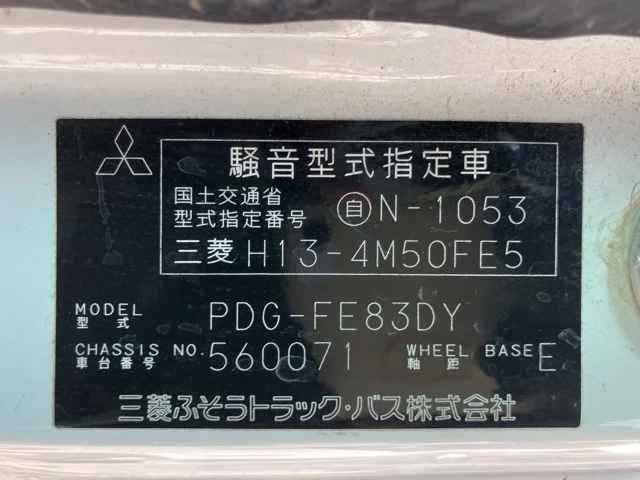 騒音型式指定車
国土交通省
型式指定番号 自N-1053
三菱 H13-4M50FE5
MODEL
型式 PDG-FE83DY
CHASSIS NO. 560071 WHEEL BASE E
車台番号 軸距
三菱ふそうトラック・バス株式会社